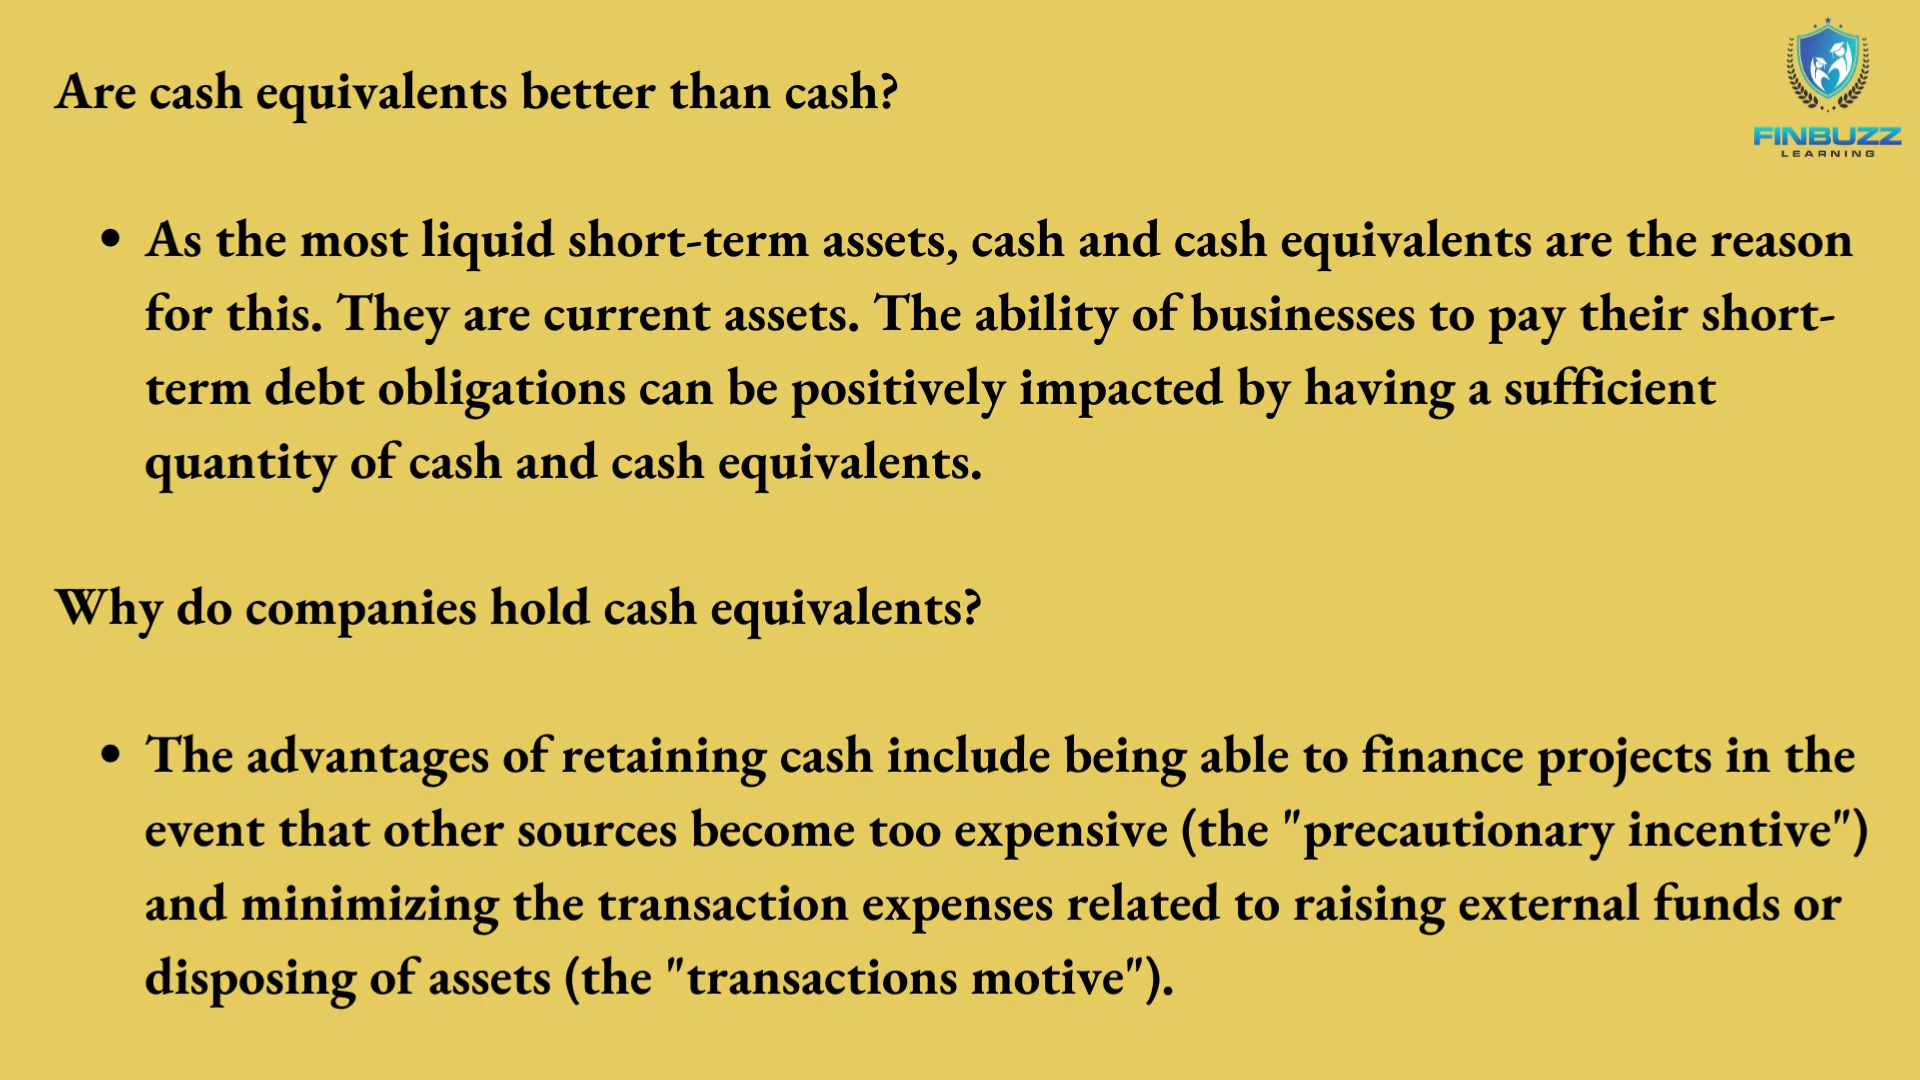 Are cash equivalents better than cash?
FINBUZZ
LEARNING
• As the most liquid short-term assets, cash and cash equivalents are the reason
for this. They are current assets. The ability of businesses to pay their short-
term debt obligations can be positively impacted by having a sufficient
quantity of cash and cash equivalents.
Why do companies hold cash equivalents?
• The advantages of retaining cash include being able to finance projects in the
event that other sources become too expensive (the "precautionary incentive")
and minimizing the transaction expenses related to raising external funds or
disposing of assets (the "transactions motive").